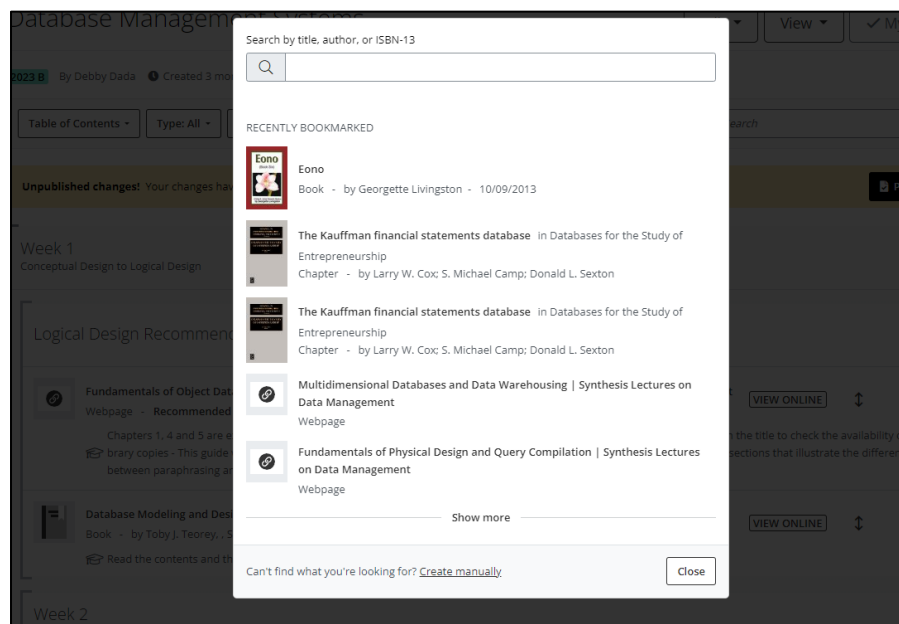 Database Management Systems
View
My
2023 B By Debby Dada Created 3 mo
Table of Contents
Type: All
earch
Unpublished changes! Your changes hav
P
Week 1
Conceptual Design to Logical Design
Logical Design Recommend
Fundamentals of Object Dat
t
VIEW ONLINE
Webpage - Recommended
Chapters 1, 4 and 5 are e
n the title to check the availability o
brary copies - This guide
sections that illustrate the differen
between paraphrasing an
Database Modeling and Desi
VIEW ONLINE
Book - by Toby J. Teorey, , S
Read the contents and th
Week 2
Search by title, author, or ISBN-13
RECENTLY BOOKMARKED
Eono
Eono
Book - by Georgette Livingston - 10/09/2013
The Kauffman financial statements database in Databases for the Study of
Entrepreneurship
Chapter - by Larry W. Cox; S. Michael Camp; Donald L. Sexton
The Kauffman financial statements database in Databases for the Study of
Entrepreneurship
Chapter - by Larry W. Cox; S. Michael Camp; Donald L. Sexton
Multidimensional Databases and Data Warehousing | Synthesis Lectures on
Data Management
Webpage
Fundamentals of Physical Design and Query Compilation | Synthesis Lectures
on Data Management
Webpage
Show more
Can't find what you're looking for? Create manually
Close